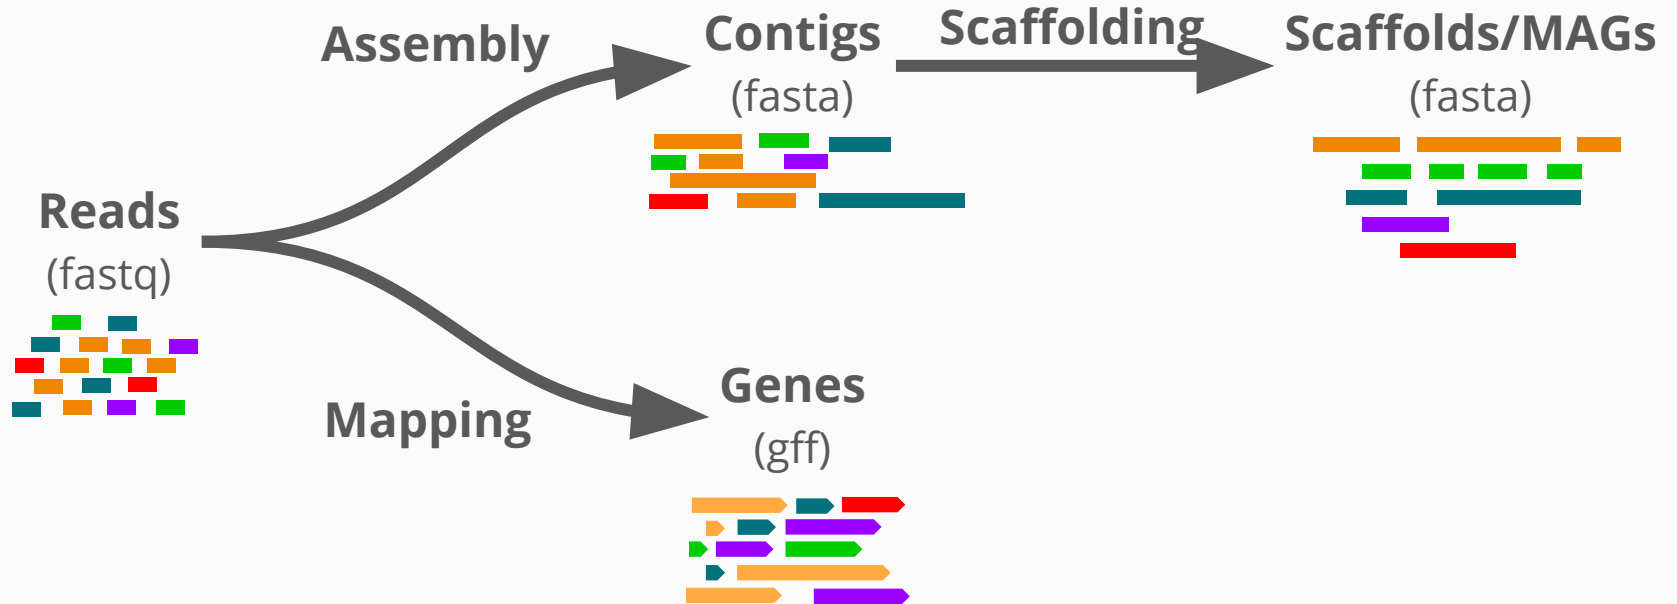 Assembly
Contigs
(fasta)
Scaffolding
Scaffolds/MAGs
(fasta)
Reads
(fastq)
Mapping
Genes
(gff)